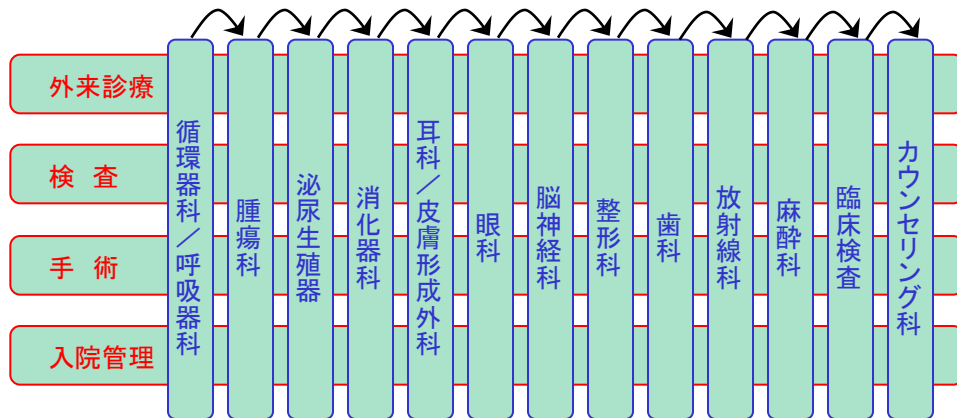 外来診療
検 査
手 術
入院管理
循環器科／呼吸器科
腫瘍科
泌尿生殖器
消化器科
耳科／皮膚形成外科
眼科
脳神経科
整形科
歯科
放射線科
麻酔科
臨床検査
カウンセリング科